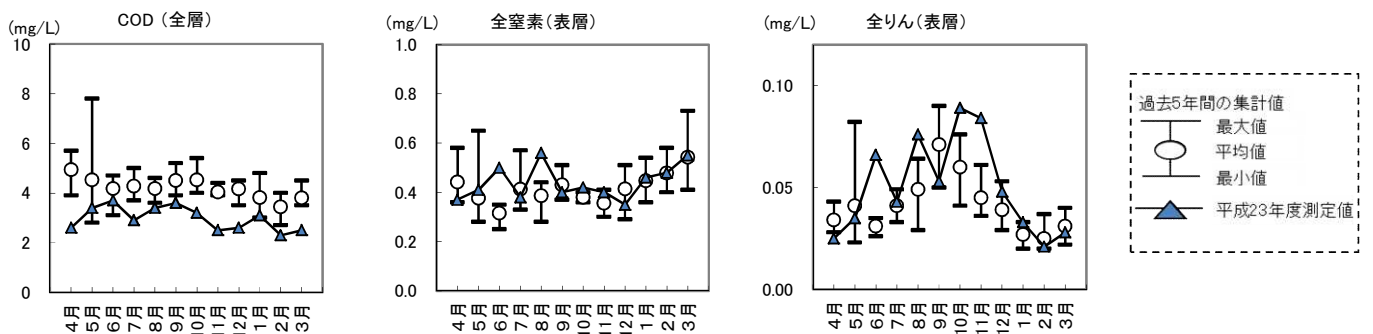 COD (全層)
(mg/L)
10
8
6
4
2
0
4月 5月 6月 7月 8月 9月 10月 11月 12月 1月 2月 3月
全窒素(表層)
(mg/L)
1.0
0.8
0.6
0.4
0.2
0.0
4月 5月 6月 7月 8月 9月 10月 11月 12月 1月 2月 3月
全りん(表層)
(mg/L)
0.10
0.05
0.00
4月 5月 6月 7月 8月 9月 10月 11月 12月 1月 2月 3月
過去5年間の集計値
最大値
平均値
最小値
平成23年度測定値